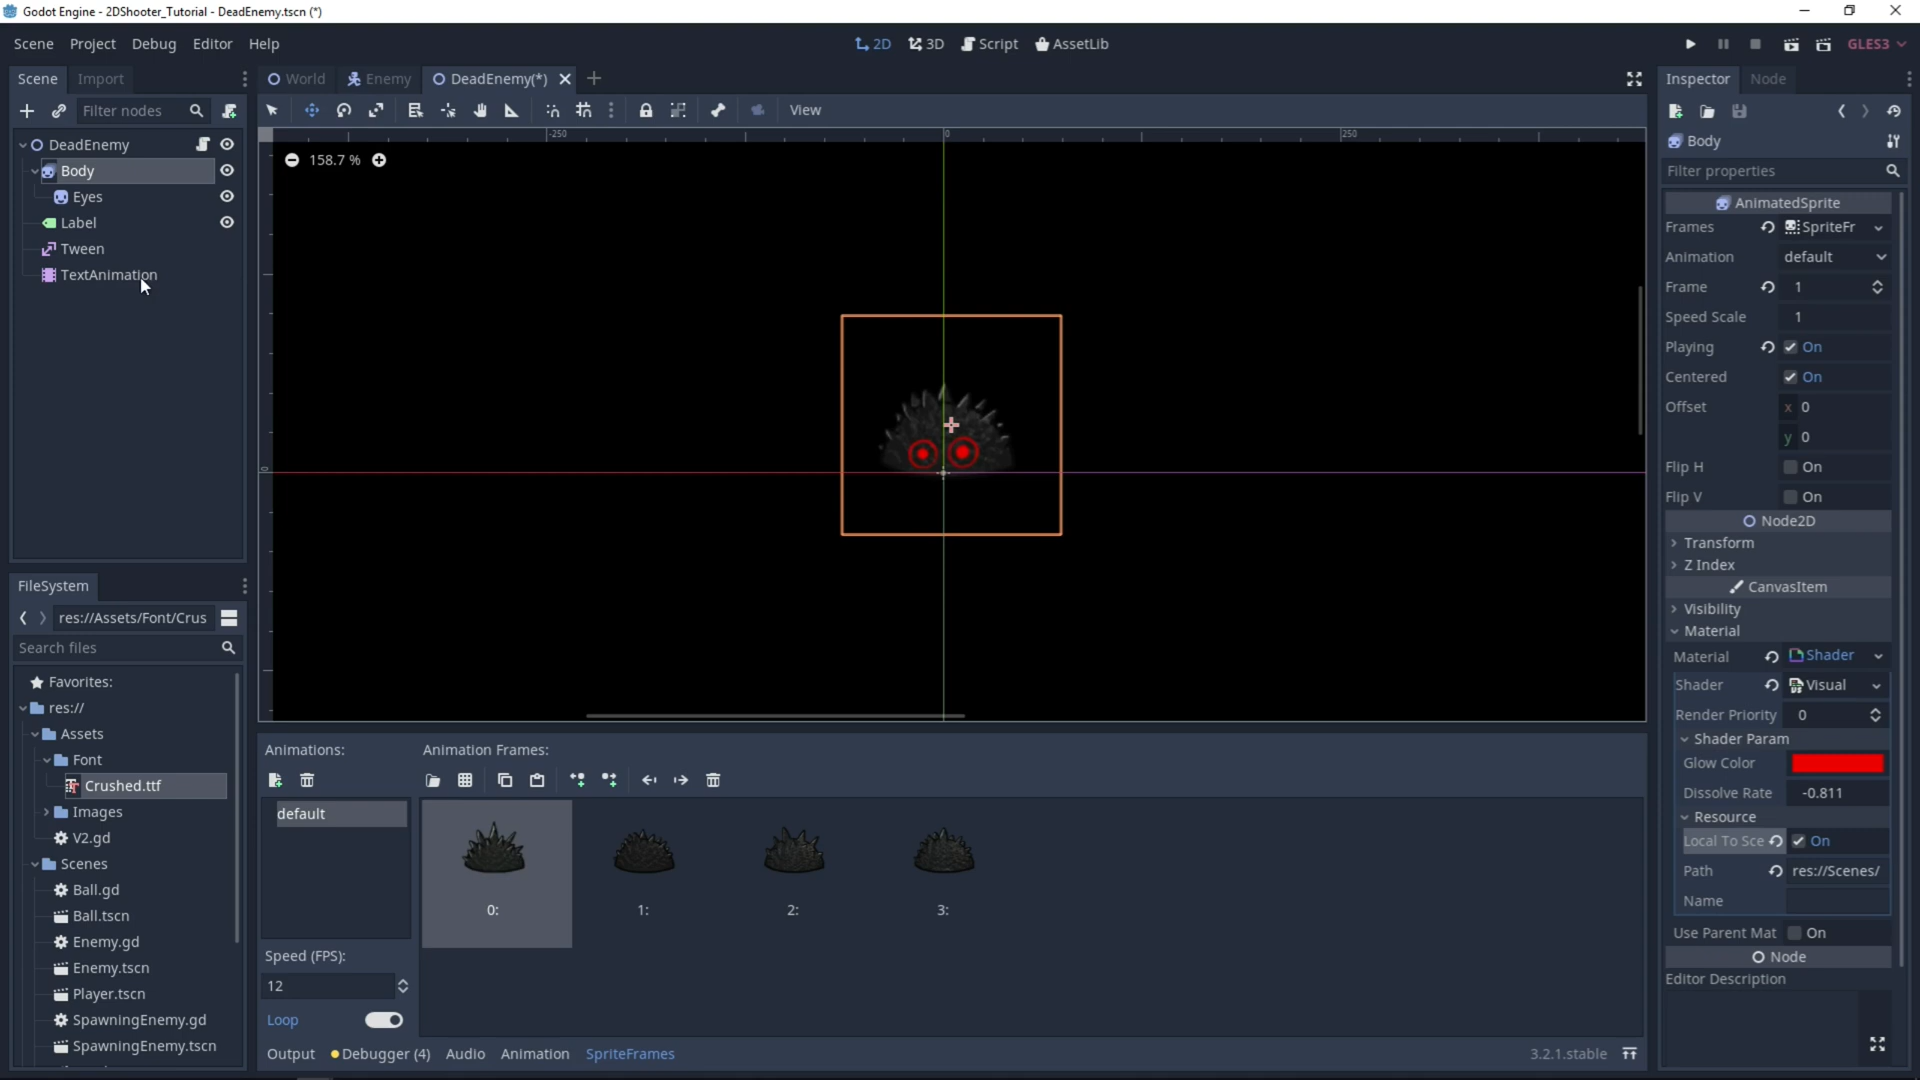 Godot Engine - 2DShooter_Tutorial - DeadEnemy.tscn (*)
Scene Project Debug Editor Help
2D 3D Script AssetLib
GLES3
Scene Import
World Enemy DeadEnemy(*)
Inspector Node
Filter nodes
View
DeadEnemy
Body
Eyes
Label
Tween
TextAnimation
-250 0 250
0
158.7 %
FileSystem
res://Assets/Font/Crus
Search files
Favorites:
res://
Assets
Font
Crushed.ttf
Images
V2.gd
Scenes
Ball.gd
Ball.tscn
Enemy.gd
Enemy.tscn
Player.tscn
SpawningEnemy.gd
SpawningEnemy.tscn
Animations:
default
Speed (FPS):
12
Loop
Animation Frames:
0: 1: 2: 3:
Output Debugger (4) Audio Animation SpriteFrames
3.2.1.stable
Body
Filter properties
AnimatedSprite
Frames SpriteFr
Animation default
Frame 1
Speed Scale 1
Playing On
Centered On
Offset x 0
y 0
Flip H On
Flip V On
Node2D
Transform
Z Index
CanvasItem
Visibility
Material
Material Shader
Shader Visual
Render Priority 0
Shader Param
Glow Color
Dissolve Rate -0.811
Resource
Local To Sce On
Path res://Scenes/
Name
Use Parent Mat On
Node
Editor Description